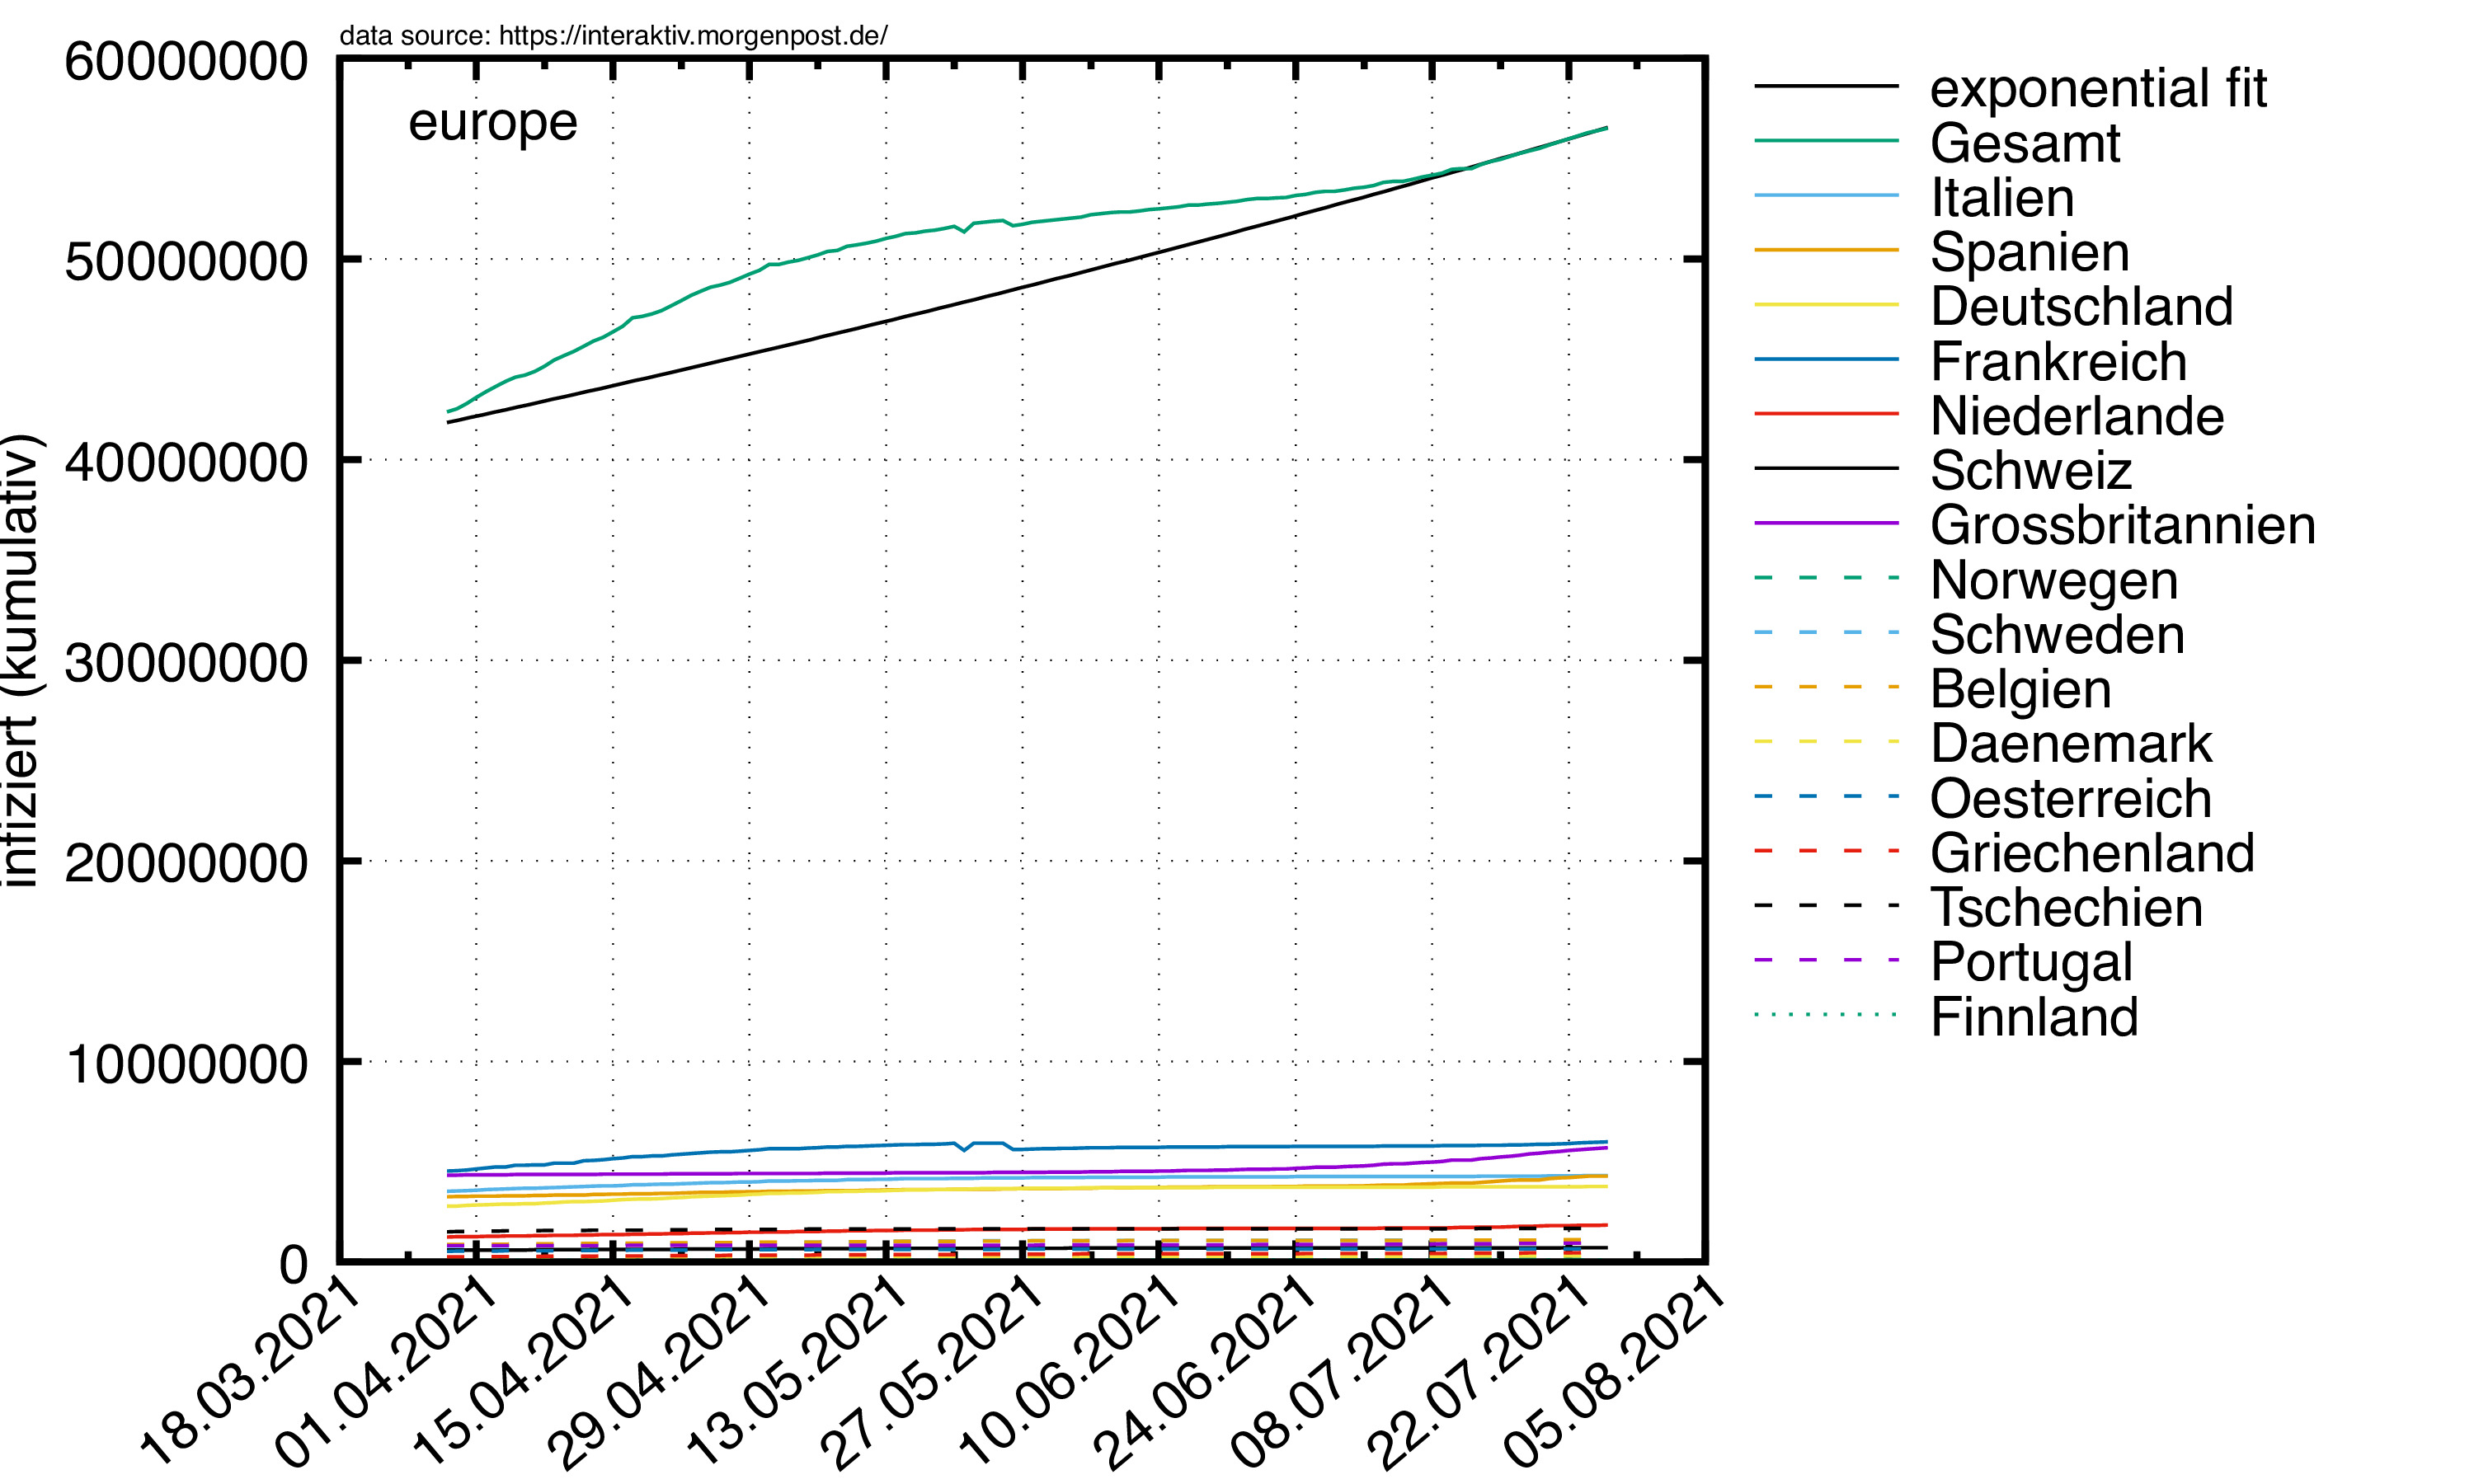 data source: https://interaktiv.morgenpost.de/
60000000
50000000
40000000
30000000
20000000
10000000
0
infiziert (kumulativ)
europe
18.03.2021
01.04.2021
15.04.2021
29.04.2021
13.05.2021
27.05.2021
10.06.2021
24.06.2021
08.07.2021
22.07.2021
05.08.2021
exponential fit
Gesamt
Italien
Spanien
Deutschland
Frankreich
Niederlande
Schweiz
Grossbritannien
Norwegen
Schweden
Belgien
Daenemark
Oesterreich
Griechenland
Tschechien
Portugal
Finnland